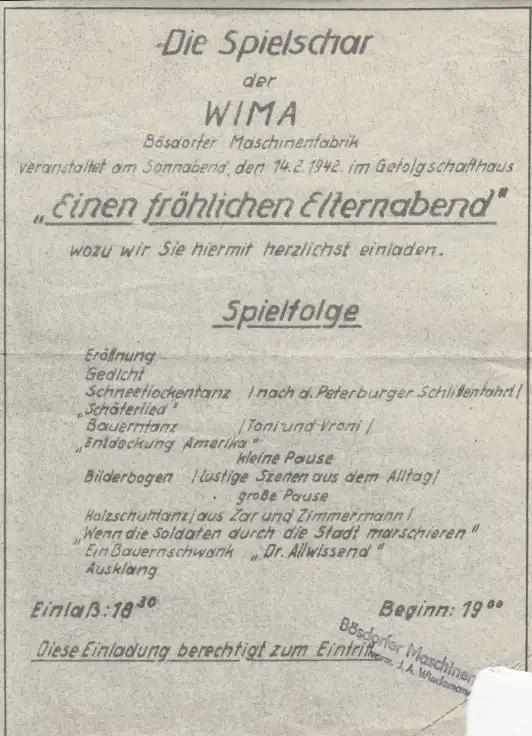 Die Spielschar
der
WIMA
Bösdorfer Maschinenfabrik
veranstaltet am Sonnabend, den 14.2.1942. im Gefolgschafthaus
„Einen fröhlichen Elternabend"
wozu wir Sie hiermit herzlichst einladen.
Spielfolge
Eröffnung
Gedicht
Schneeflockentanz /nach d. Peterburger Schlittenfahrt/
„Schäferlied"
Bauerntanz /Toni und Vroni/
„Entdeckung Amerika"
kleine Pause
Bilderbogen /lustige Szenen aus dem Alltag/
große Pause
Holzschuhtanz/aus Zar und Zimmermann/
„Wenn die Soldaten durch die Stadt marschieren"
Ein Bauernschwank „Dr. Allwissend"
Ausklang
Einlaß: 18³⁰ Beginn: 19⁰⁰
Diese Einladung berechtigt zum Eintritt
Bösdorfer Maschinen
vorm. J. A. Wiedemann